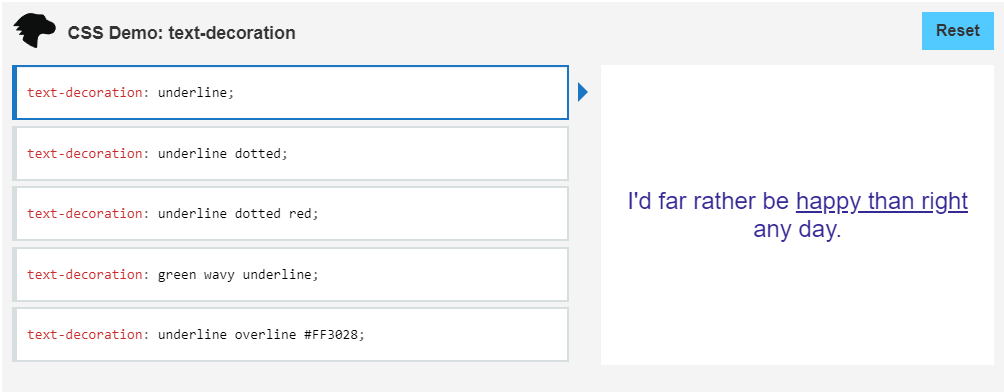 CSS Demo: text-decoration
Reset
text-decoration: underline;
text-decoration: underline dotted;
text-decoration: underline dotted red;
text-decoration: green wavy underline;
text-decoration: underline overline #FF3028;
I'd far rather be happy than right
any day.